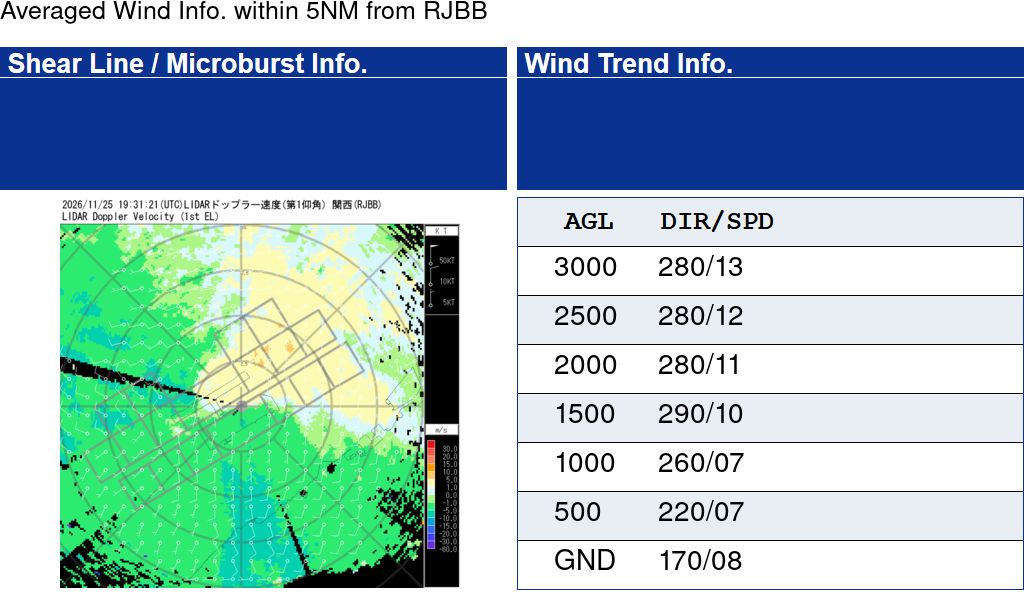 Averaged Wind Info. within 5NM from RJBB
Shear Line / Microburst Info.
Wind Trend Info.
2026/11/25 19:31:21(UTC)LIDARドップラー速度(第1仰角) 関西(RJBB)
LIDAR Doppler Velocity (1st EL)
K T
50KT
10KT
5KT
m/s
30.0
20.0
15.0
10.0
5.0
1.0
0.0
-1.0
-5.0
-10.0
-15.0
-20.0
-30.0
-60.0
AGL DIR/SPD
3000 280/13
2500 280/12
2000 280/11
1500 290/10
1000 260/07
500 220/07
GND 170/08